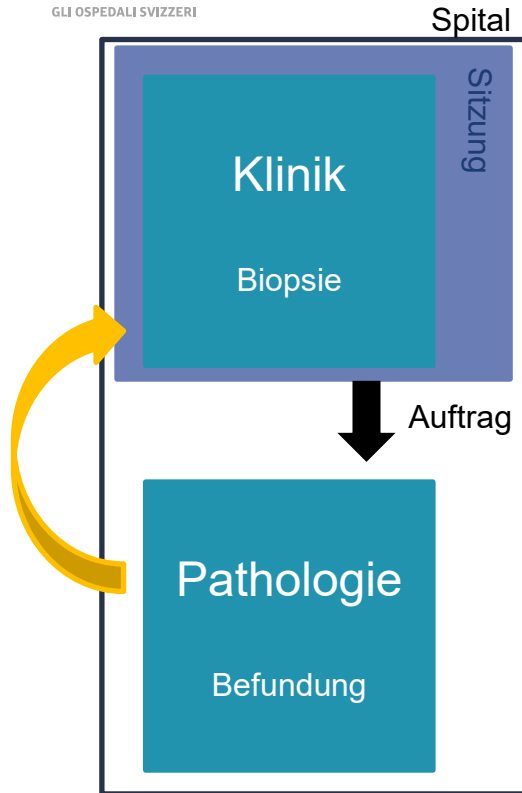 GLI OSPEDALI SVIZZERI
Spital
Sitzung
Klinik
Biopsie
Auftrag
Pathologie
Befundung